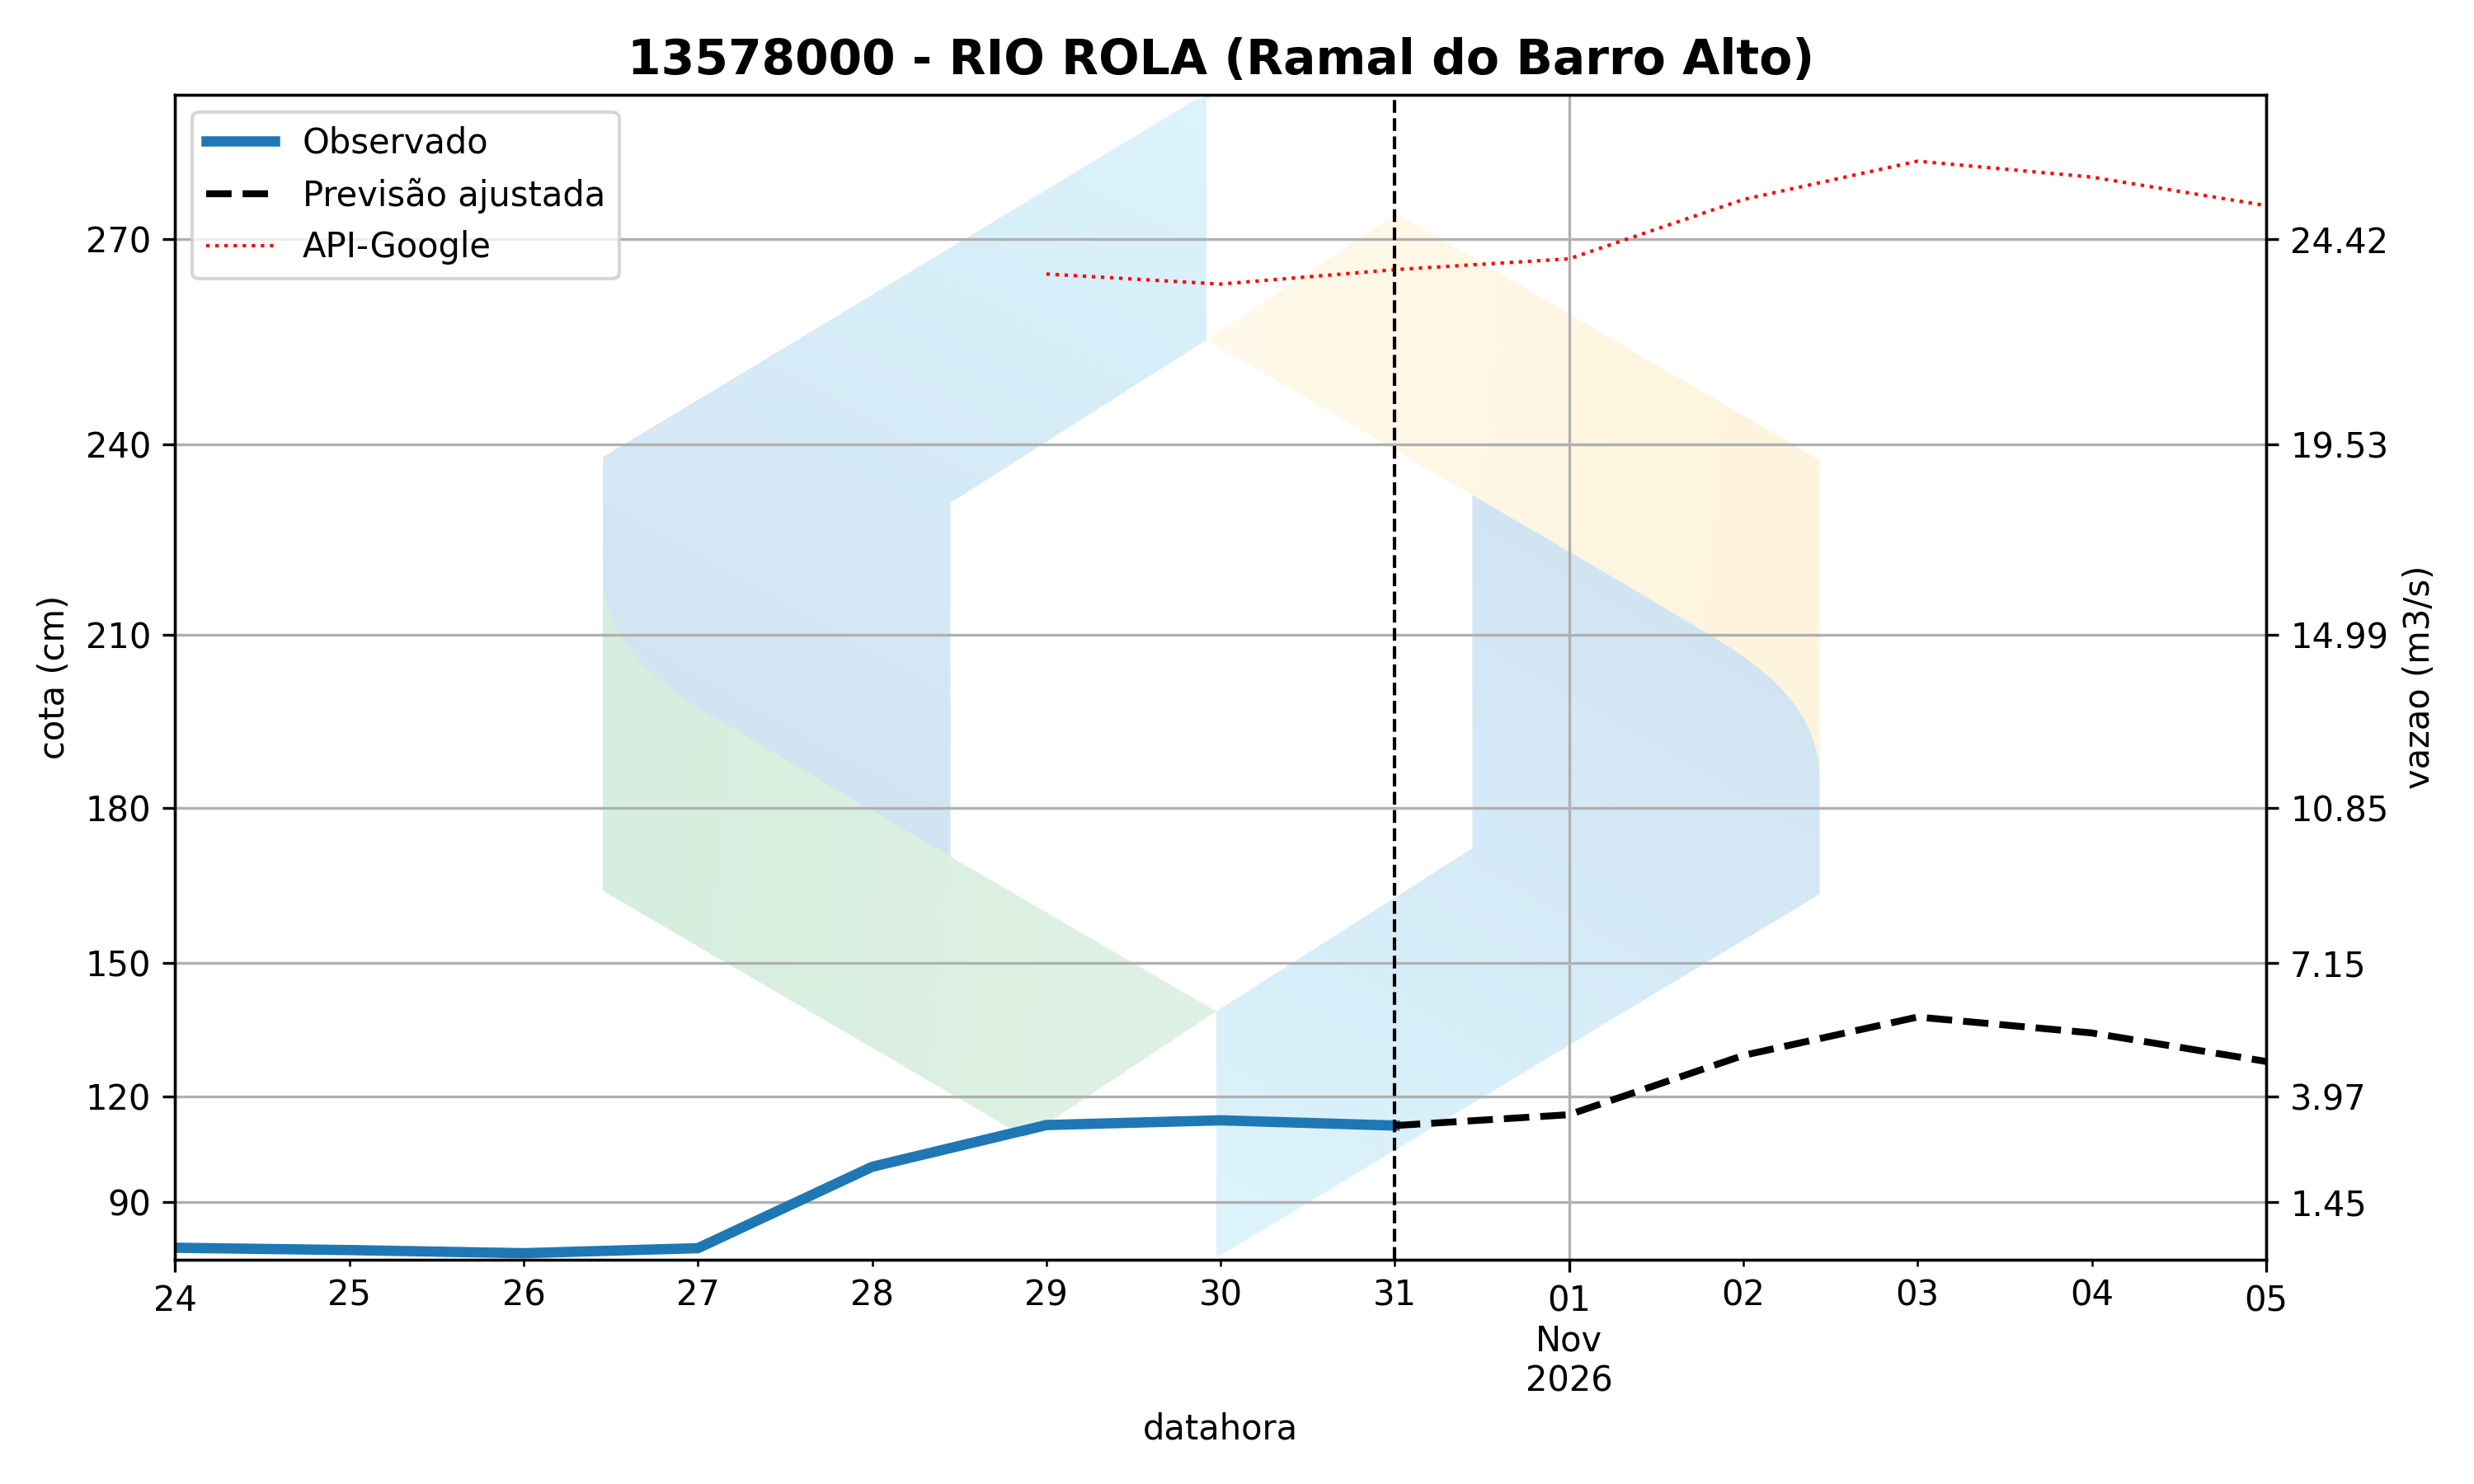 13578000 - RIO ROLA (Ramal do Barro Alto)
Observado
Previsão ajustada
API-Google
270
240
210
180
150
120
90
cota (cm)
24.42
19.53
14.99
10.85
7.15
3.97
1.45
vazao (m3/s)
24 25 26 27 28 29 30 31 01 02 03 04 05
Nov
2026
datahora